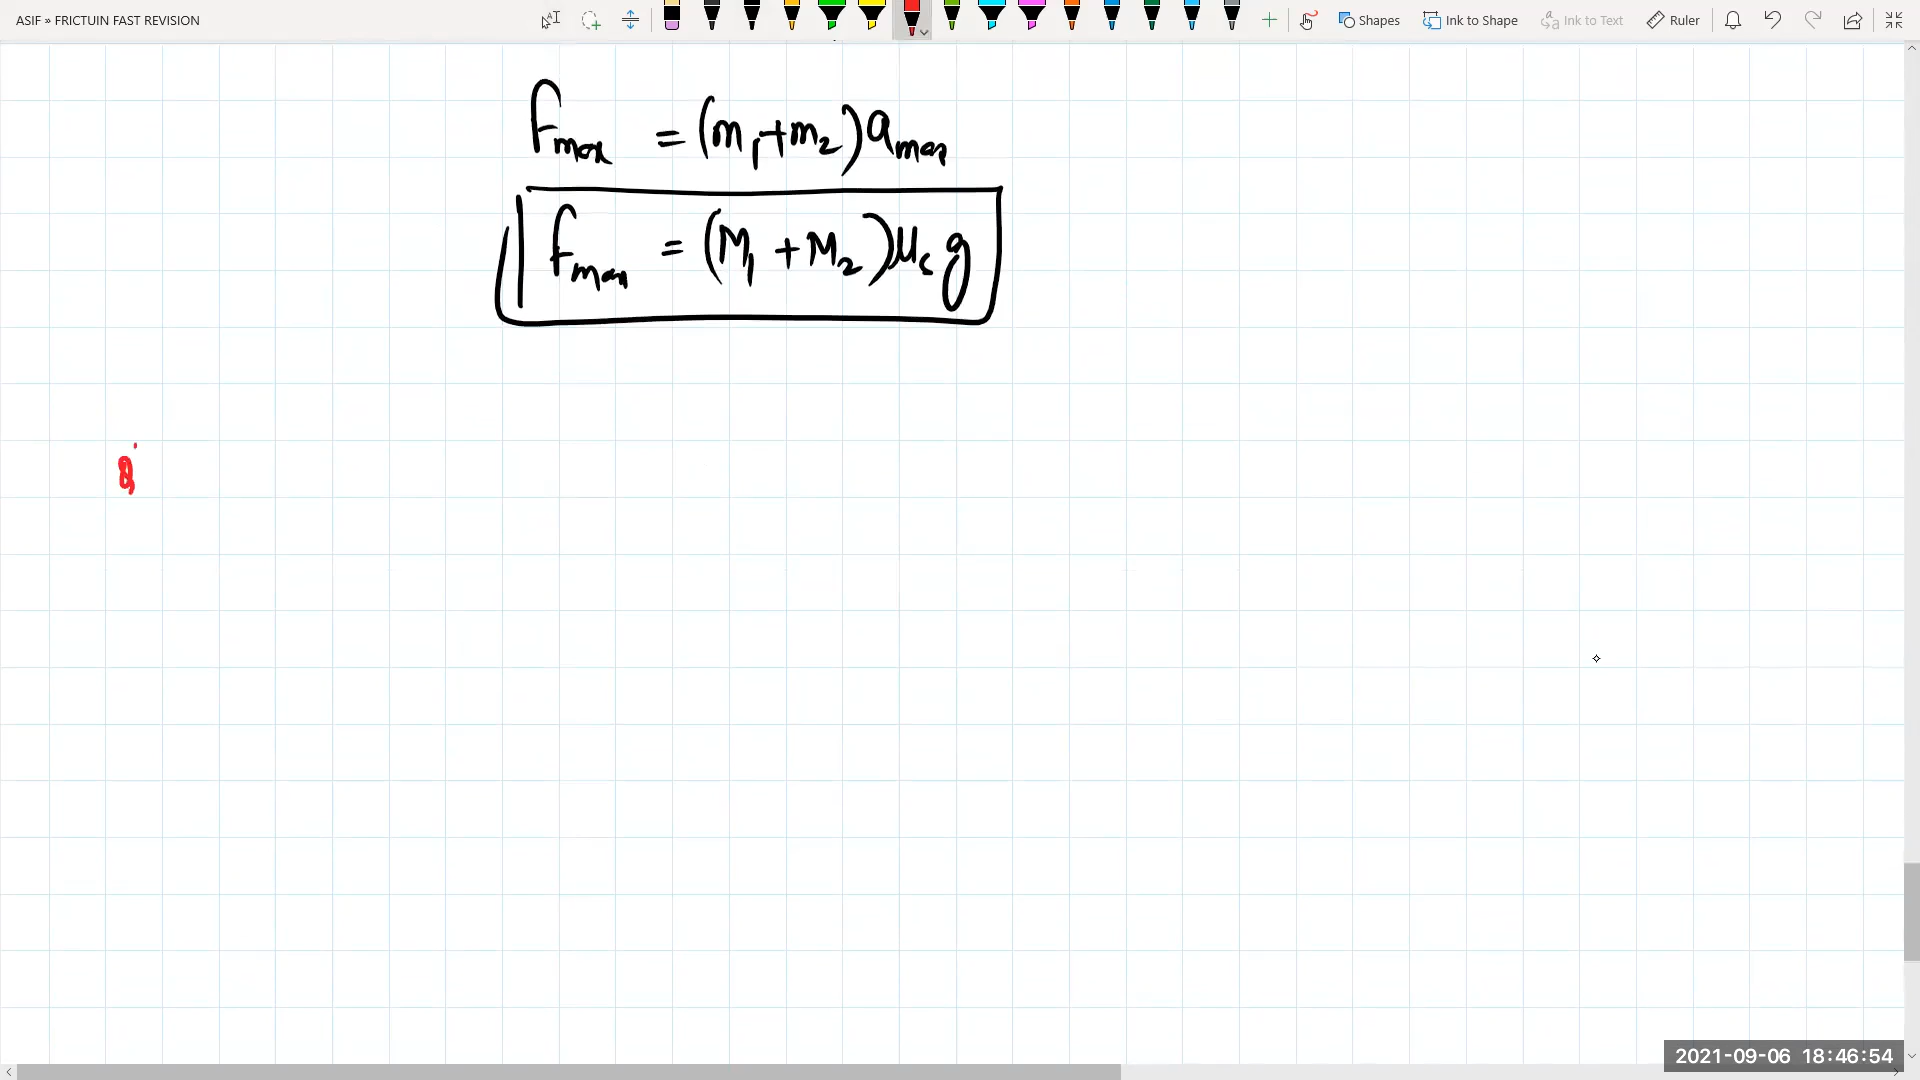 ASIF » FRICTUIN FAST REVISION
Shapes
Ink to Shape
Ink to Text
Ruler
Fmax = (m₁+m₂)amax
Fmax = (M₁+M₂)μsg
Q
2021-09-06 18:46:54